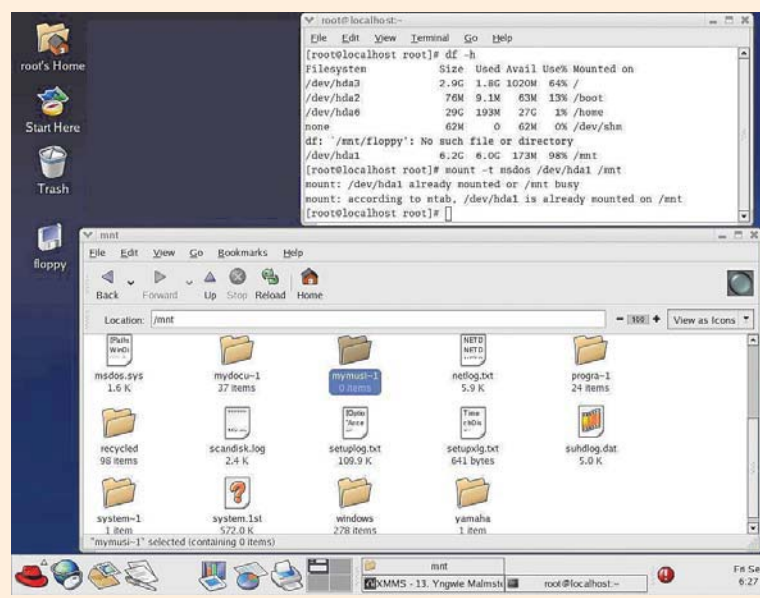 root@localhost:~
File Edit View Terminal Go Help
[root@localhost root]# df -h
Filesystem Size Used Avail Use% Mounted on
/dev/hda3 2.9G 1.8G 1020M 64% /
/dev/hda2 76M 9.1M 63M 13% /boot
/dev/hda6 29G 193M 27G 1% /home
none 62M 0 62M 0% /dev/shm
df: `/mnt/floppy': No such file or directory
/dev/hda1 6.2G 6.0G 173M 98% /mnt
[root@localhost root]# mount -t msdos /dev/hda1 /mnt
mount: /dev/hda1 already mounted or /mnt busy
mount: according to mtab, /dev/hda1 is already mounted on /mnt
[root@localhost root]#
root's Home
Start Here
Trash
floppy
mnt
File Edit View Go Bookmarks Help
Back Forward Up Stop Reload Home
Location: /mnt
100 View as Icons
msdos.sys mydocu~1 mymusi~1 netlog.txt progra~1
1.6 K 37 items 0 items 5.9 K 24 items
recycled scandisk.log setuplog.txt setupxlg.txt suhdlog.dat
98 items 2.4 K 109.9 K 641 bytes 5.0 K
system~1 system.1st windows yamaha
1 item 572.0 K 278 items 1 item
"mymusi~1" selected (containing 0 items)
mnt
XMMS - 13. Yngwie Malmste
root@localhost:~
Fri Se
6:27